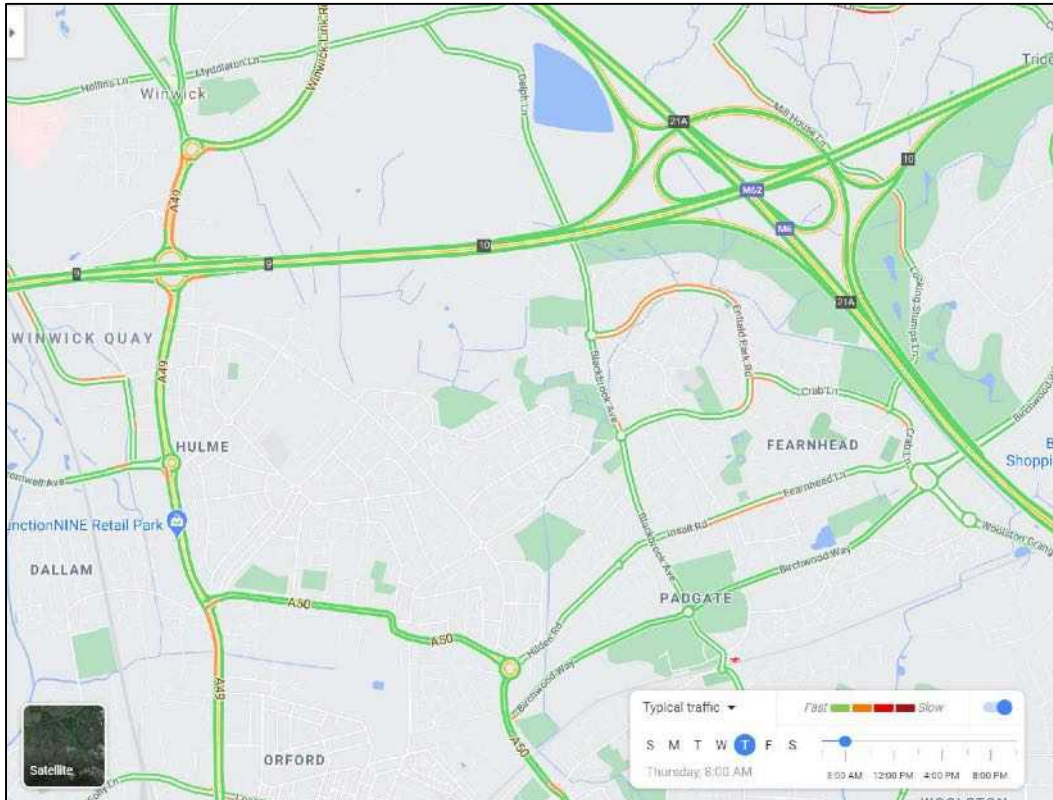 Hollins Ln
Myddleton Ln
Winwick Link Rd
Winwick
Delph Ln
21A
Mill House Ln
10
M62
M6
A49
9
9
10
21A
Locking Stumps Ln
WINWICK QUAY
A49
Enfield Park Rd
Blackbrook Ave
Crab Ln
Crab Ln
HULME
FEARNHEAD
Birchwood
Shoppi
omwell Ave
Fearnhead Ln
unctionNINE Retail Park
Insall Rd
Blackbrook Ave
Woolston Grang
Birchwood Way
DALLAM
PADGATE
A50
A50
Hilden Rd
Birchwood Way
A49
A50
ORFORD
Satellite
Typical traffic
Fast
Slow
S M T W T F S
Thursday, 8:00 AM
8:00 AM 12:00 PM 4:00 PM 8:00 PM